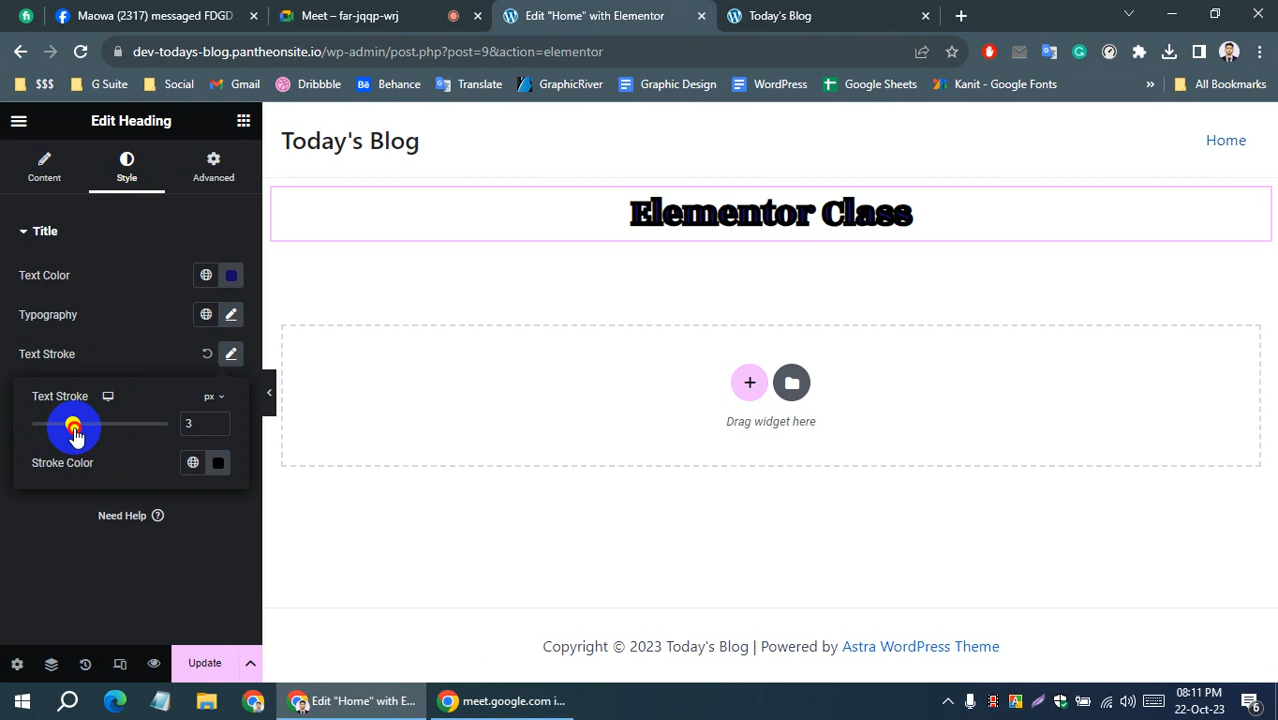 Maowa (2317) messaged FDGD
Meet – far-jqqp-wrj
Edit "Home" with Elementor
Today's Blog
dev-todays-blog.pantheonsite.io/wp-admin/post.php?post=9&action=elementor
$$$
G Suite
Social
Gmail
Dribbble
Behance
Translate
GraphicRiver
Graphic Design
WordPress
Google Sheets
Kanit - Google Fonts
»
All Bookmarks
Edit Heading
Content
Style
Advanced
Title
Text Color
Typography
Text Stroke
Text Stroke
px
3
Stroke Color
Need Help
Update
Today's Blog
Home
Elementor Class
Drag widget here
Copyright © 2023 Today's Blog | Powered by Astra WordPress Theme
Edit "Home" with E...
meet.google.com i...
08:11 PM
22-Oct-23
6